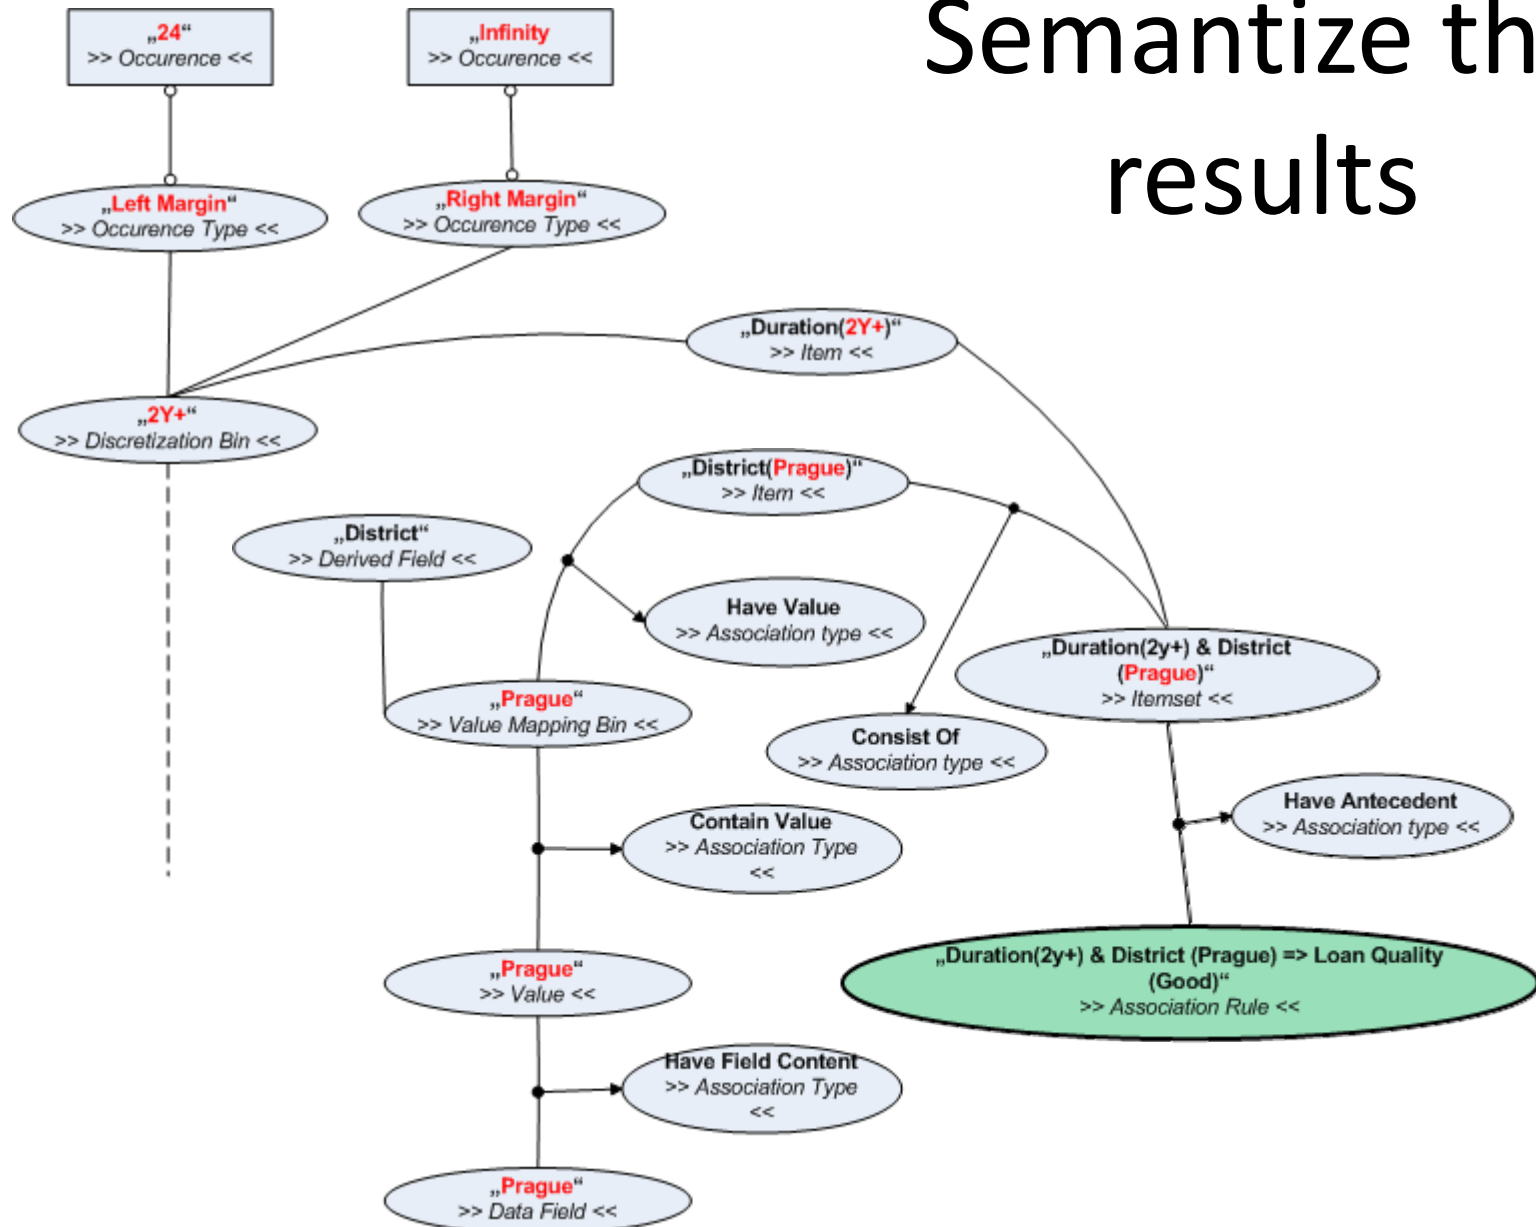 Semantize th
results
„24“
>> Occurence <<
„Infinity
>> Occurence <<
„Left Margin“
>> Occurence Type <<
„Right Margin“
>> Occurence Type <<
„Duration(2Y+)“
>> Item <<
„2Y+“
>> Discretization Bin <<
„District(Prague)“
>> Item <<
„District“
>> Derived Field <<
Have Value
>> Association type <<
„Duration(2y+) & District
(Prague)“
>> Itemset <<
„Prague“
>> Value Mapping Bin <<
Consist Of
>> Association type <<
Have Antecedent
>> Association type <<
Contain Value
>> Association Type
<<
„Duration(2y+) & District (Prague) => Loan Quality
(Good)“
>> Association Rule <<
„Prague“
>> Value <<
Have Field Content
>> Association Type
<<
„Prague“
>> Data Field <<